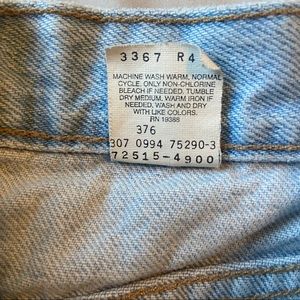 3367 R4
MACHINE WASH WARM, NORMAL
CYCLE, ONLY NON-CHLORINE
BLEACH IF NEEDED. TUMBLE
DRY MEDIUM. WARM IRON IF
NEEDED, WASH AND DRY
WITH LIKE COLORS.
RN 19388
376
307 0994 75290-3
72515-4900